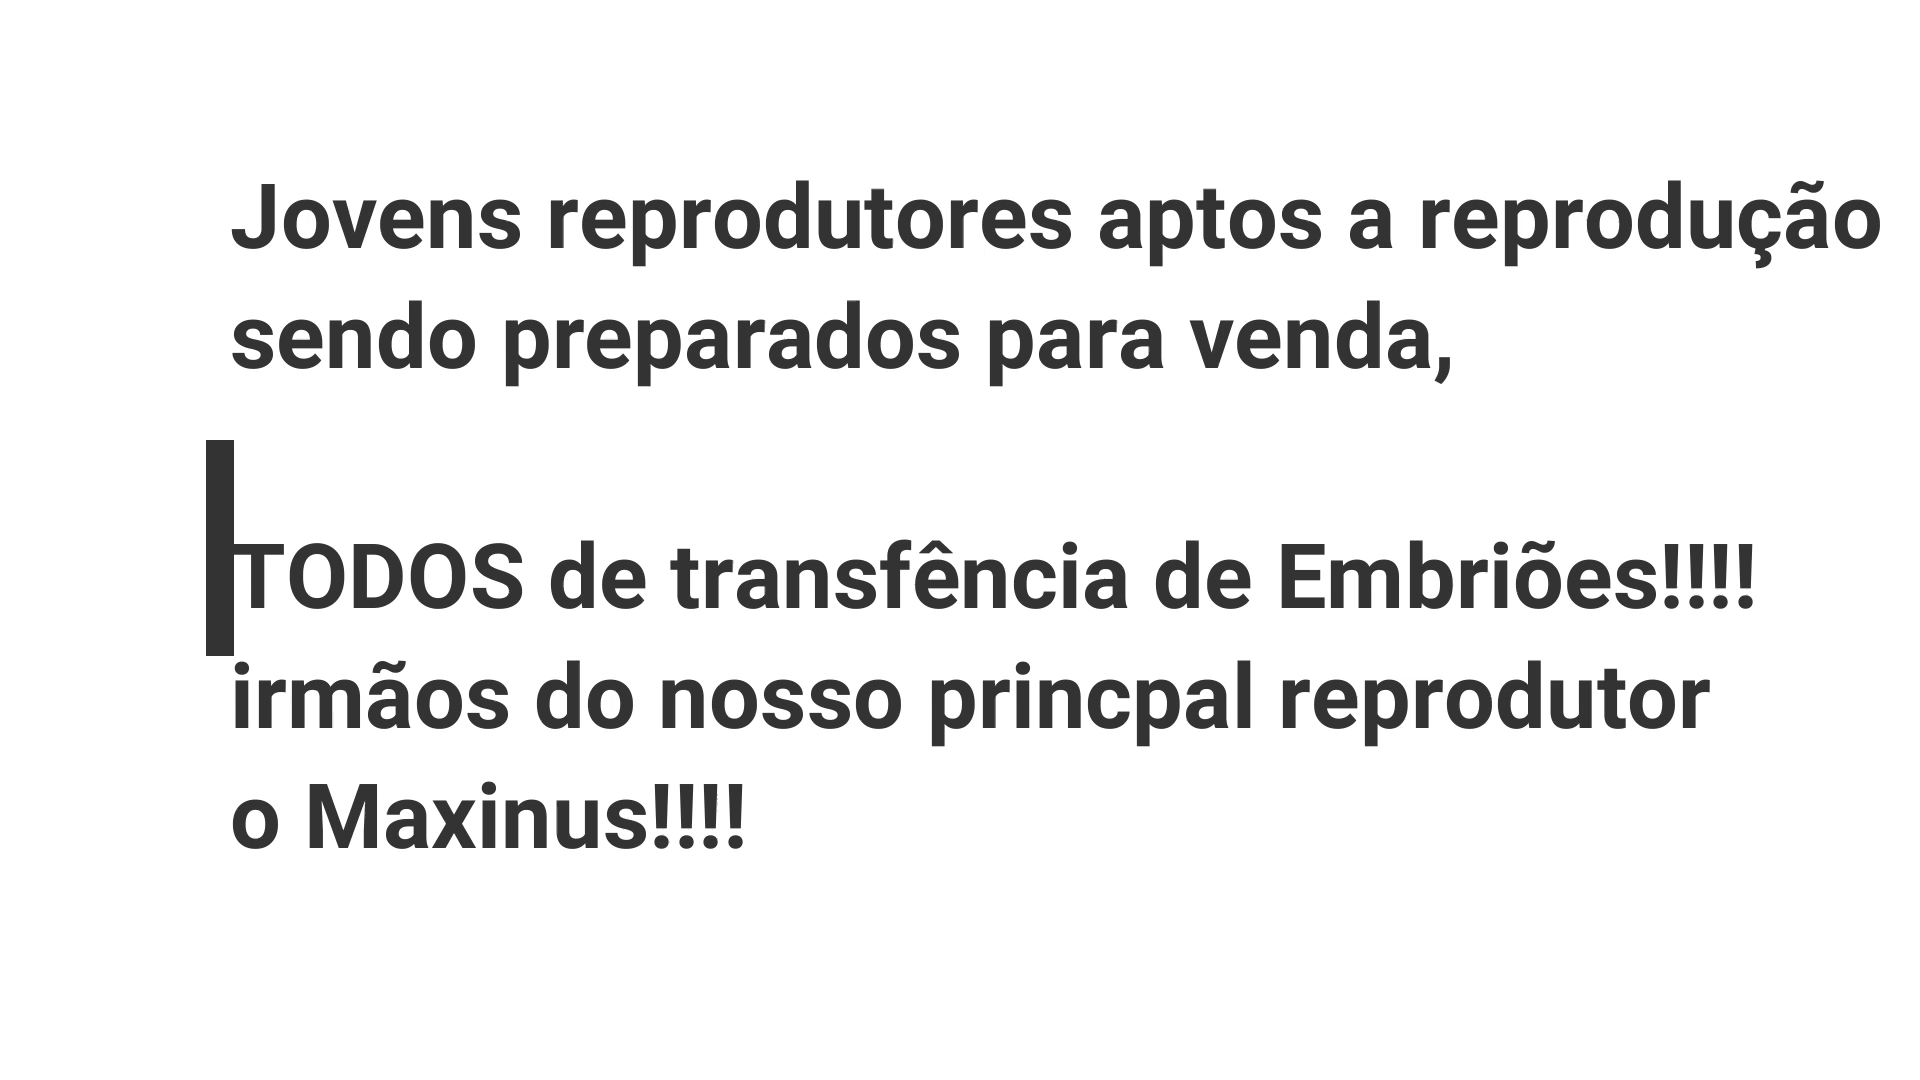 Jovens reprodutores aptos a reprodução
sendo preparados para venda,
TODOS de transfência de Embriões!!!!
irmãos do nosso princpal reprodutor
o Maxinus!!!!